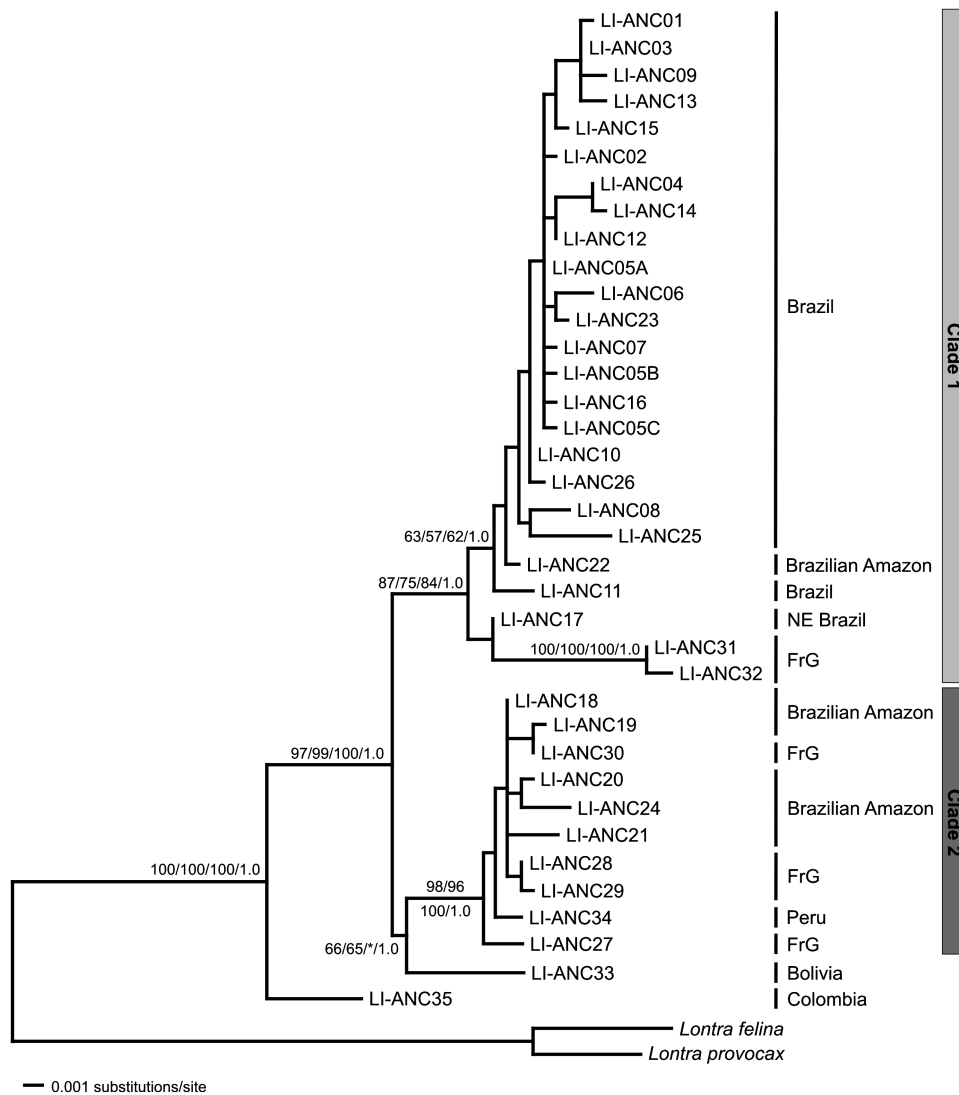 LI-ANC01
LI-ANC03
LI-ANC09
LI-ANC13
LI-ANC15
LI-ANC02
LI-ANC04
LI-ANC14
LI-ANC12
LI-ANC05A
LI-ANC06
LI-ANC23
LI-ANC07
LI-ANC05B
LI-ANC16
LI-ANC05C
LI-ANC10
LI-ANC26
LI-ANC08
LI-ANC25
LI-ANC22
LI-ANC11
LI-ANC17
LI-ANC31
LI-ANC32
LI-ANC18
LI-ANC19
LI-ANC30
LI-ANC20
LI-ANC24
LI-ANC21
LI-ANC28
LI-ANC29
LI-ANC34
LI-ANC27
LI-ANC33
LI-ANC35
Lontra felina
Lontra provocax
63/57/62/1.0
87/75/84/1.0
100/100/100/1.0
97/99/100/1.0
100/100/100/1.0
98/96
100/1.0
66/65/*/1.0
Brazil
Brazilian Amazon
Brazil
NE Brazil
FrG
Brazilian Amazon
FrG
Brazilian Amazon
FrG
Peru
FrG
Bolivia
Colombia
Clade 1
Clade 2
0.001 substitutions/site